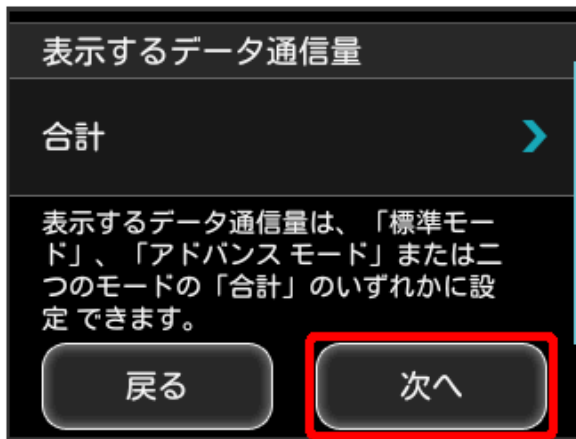 表示するデータ通信量
合計
表示するデータ通信量は、「標準モー
ド」、「アドバンス モード」または二
つのモードの「合計」のいずれかに設
定 できます。
戻る
次へ